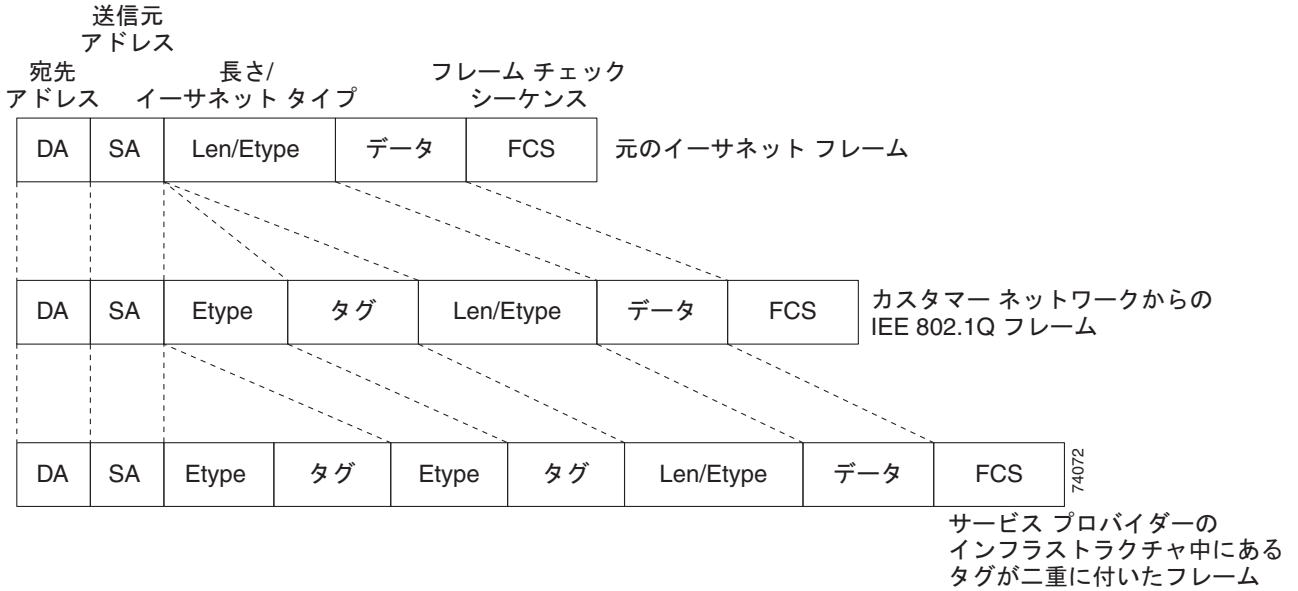 送信元
アドレス
宛先
アドレス
長さ/
イーサネット タイプ
フレーム チェック
シーケンス
DA SA Len/Etype データ FCS 元のイーサネット フレーム
DA SA Etype タグ Len/Etype データ FCS
カスタマー ネットワークからの
IEE 802.1Q フレーム
DA SA Etype タグ Etype タグ Len/Etype データ FCS
74072
サービス プロバイダーの
インフラストラクチャ中にある
タグが二重に付いたフレーム